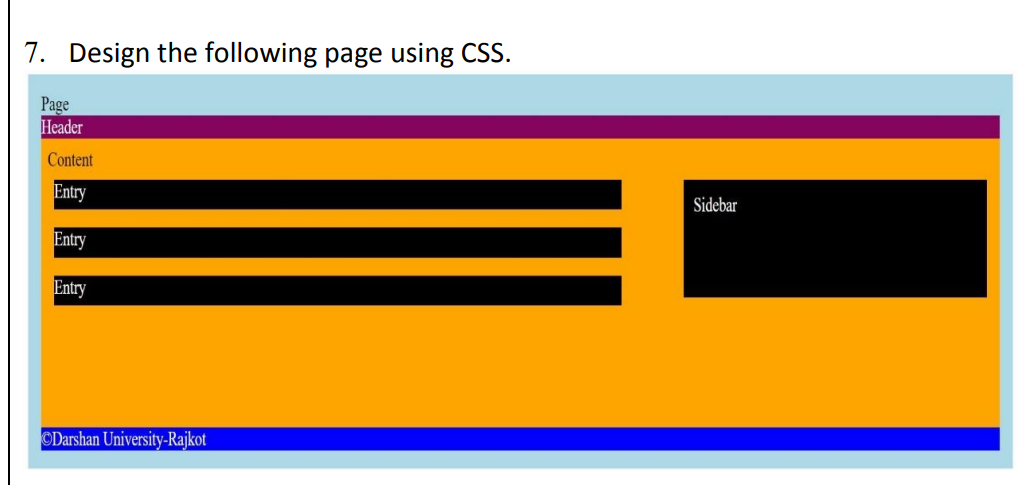 7. Design the following page using CSS.
Page
Header
Content
Entry
Sidebar
Entry
Entry
©Darshan University-Rajkot